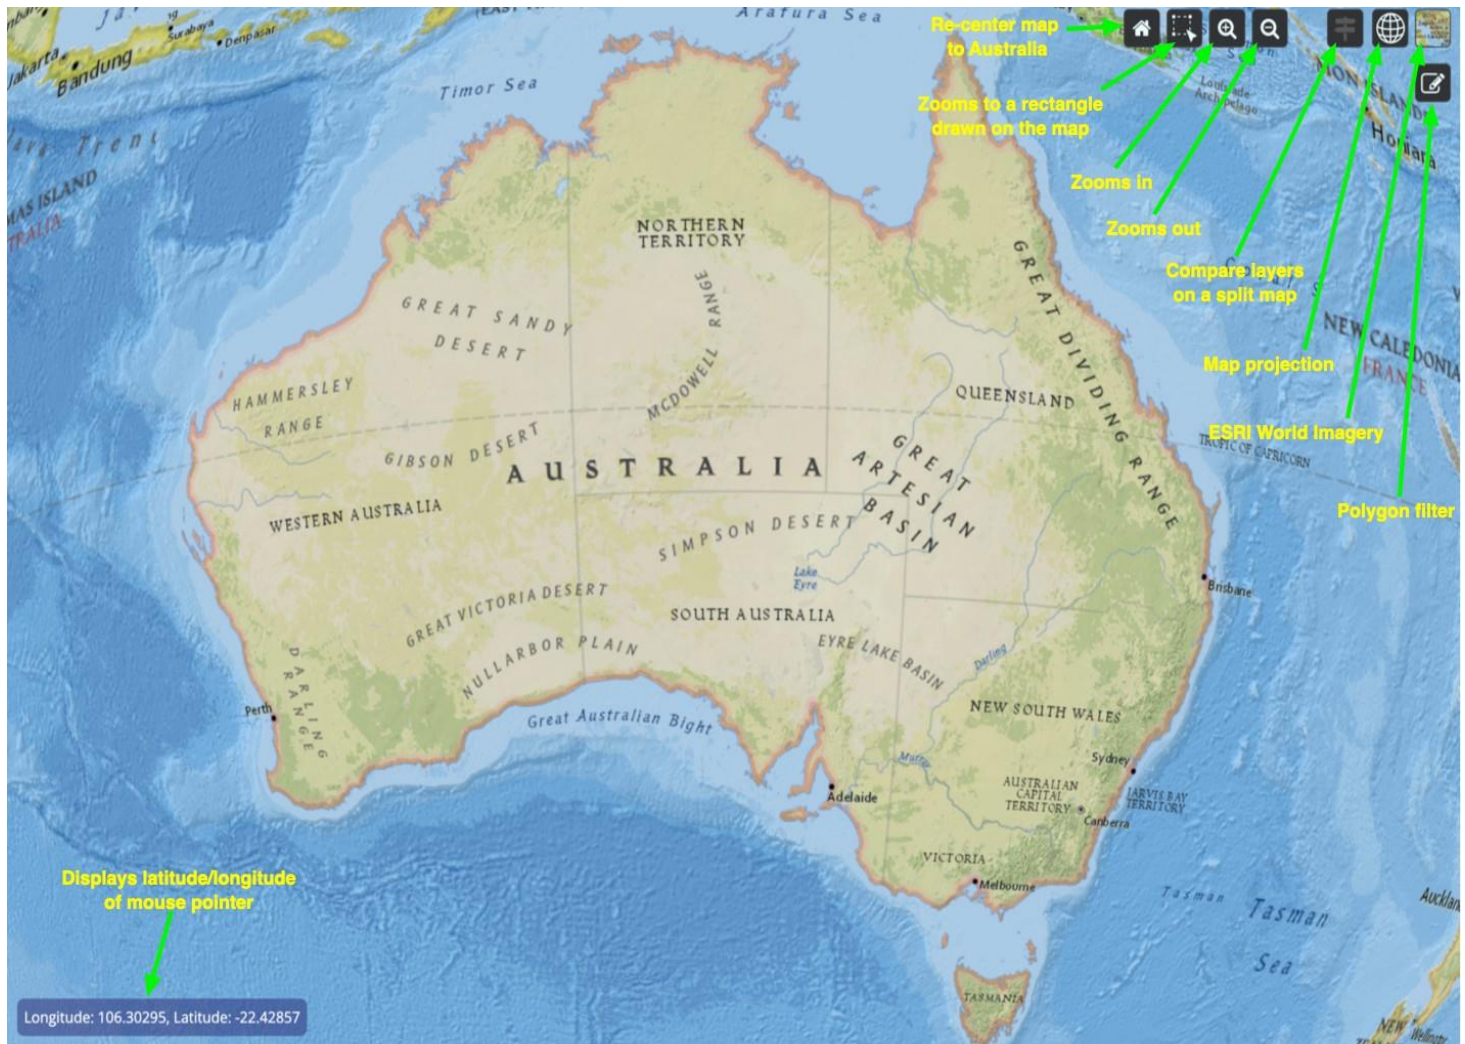 Arafura Sea
Surabaya
Denpasar
Bandung
Timor Sea
Re-center map
to Australia
Zooms to a rectangle
drawn on the map
Zooms in
Zooms out
Compare layers
on a split map
Map projection
ESRI World Imagery
Polygon filter
Honiara
NORTHERN
TERRITORY
GREAT SANDY
DESERT
MCDOWELL RANGE
GREAT DIVIDING RANGE
NEW CALEDONIA
FRANCE
HAMMERSLEY
RANGE
QUEENSLAND
GIBSON DESERT
AUSTRALIA
GREAT
ARTESIAN
BASIN
TROPIC OF CAPRICORN
WESTERN AUSTRALIA
SIMPSON DESERT
Lake
Eyre
Brisbane
GREAT VICTORIA DESERT
SOUTH AUSTRALIA
NULLARBOR PLAIN
EYRE LAKE BASIN
Darling
DARLING
RANGE
Perth
Great Australian Bight
NEW SOUTH WALES
Sydney
Adelaide
AUSTRALIAN
CAPITAL
TERRITORY
JARVIS BAY
TERRITORY
Canberra
VICTORIA
Melbourne
Displays latitude/longitude
of mouse pointer
Tasman
Tasman
Sea
TASMANIA
Longitude: 106.30295, Latitude: -22.42857